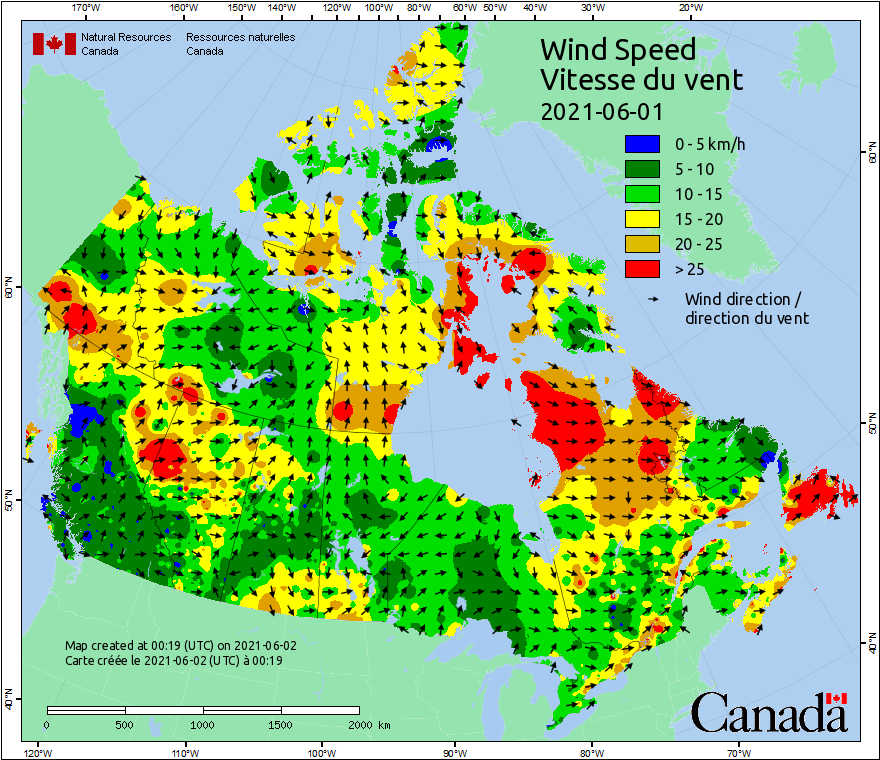 170°W 160°W 150°W 140°W 130°W 120°W 110°W 100°W 90°W 80°W 60°W 50°W 40°W 30°W 20°W
Natural Resources Ressources naturelles
Canada Canada
Wind Speed
Vitesse du vent
2021-06-01
0 - 5 km/h
5 - 10
10 - 15
15 - 20
20 - 25
> 25
Wind direction /
direction du vent
60°N
60°N
50°N
50°N
40°N
40°N
Map created at 00:19 (UTC) on 2021-06-02
Carte créée le 2021-06-02 (UTC) à 00:19
0 500 1000 1500 2000 km
Canada
120°W 110°W 100°W 90°W 80°W 70°W